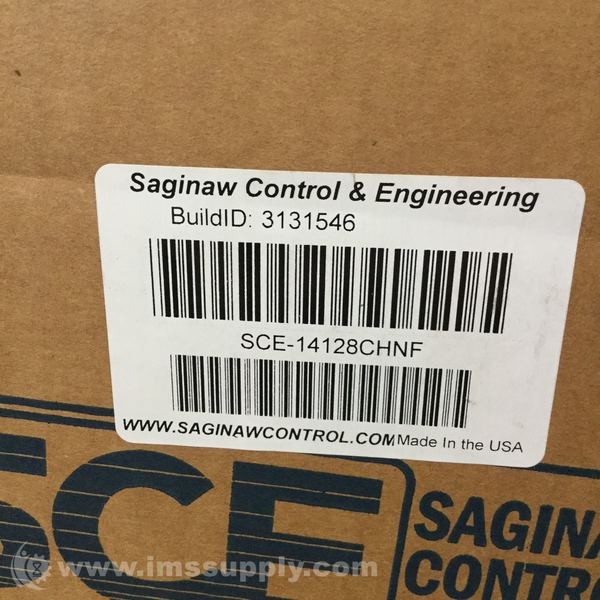 Saginaw Control & Engineering
BuildID: 3131546
SCE-14128CHNF
WWW.SAGINAWCONTROL.COM Made In the USA
SCE
SAGINA
CONTR
www.imssupply.com